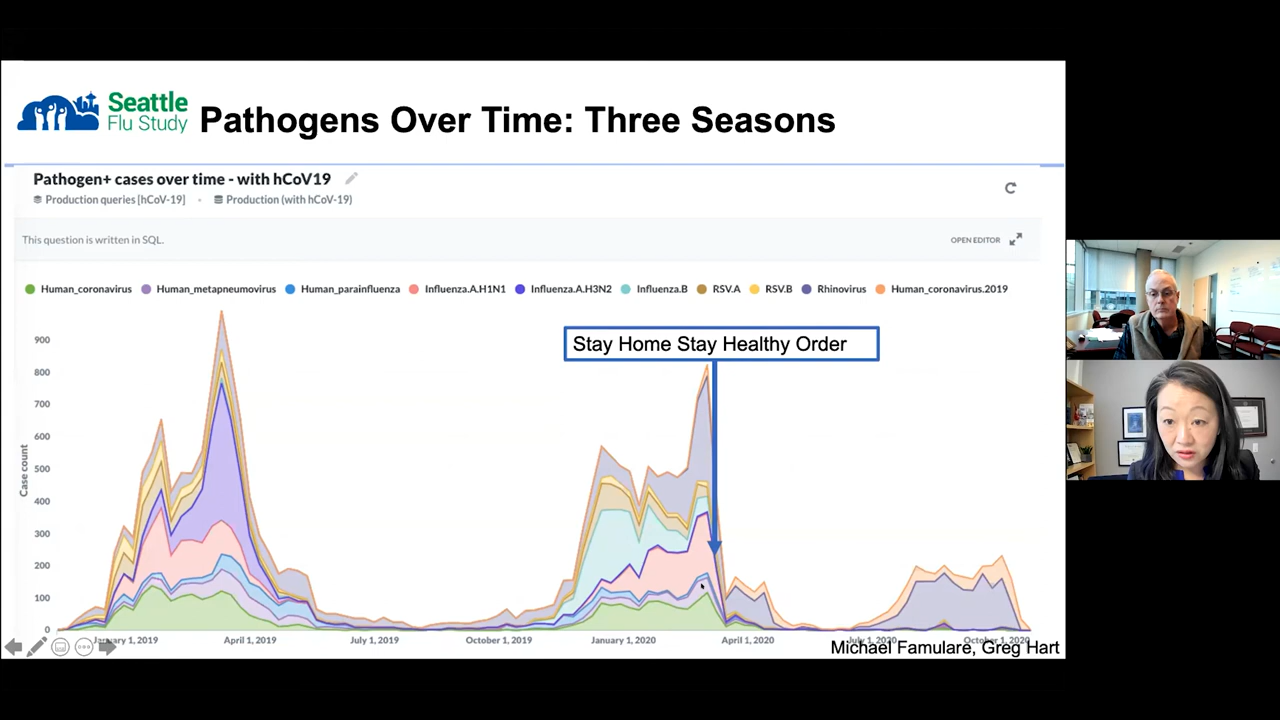 Seattle
Flu Study
Pathogens Over Time: Three Seasons
Pathogen+ cases over time - with hCoV19
Production queries [hCoV-19] • Production (with hCoV-19)
This question is written in SQL.
OPEN EDITOR
Human_coronavirus Human_metapneumovirus Human_parainfluenza Influenza.A.H1N1 Influenza.A.H3N2 Influenza.B RSV.A RSV.B Rhinovirus Human_coronavirus.2019
Stay Home Stay Healthy Order
Case count
900
800
700
600
500
400
300
200
100
0
January 1, 2019 April 1, 2019 July 1, 2019 October 1, 2019 January 1, 2020 April 1, 2020 July 1, 2020 October 1, 2020
Michael Famulare, Greg Hart